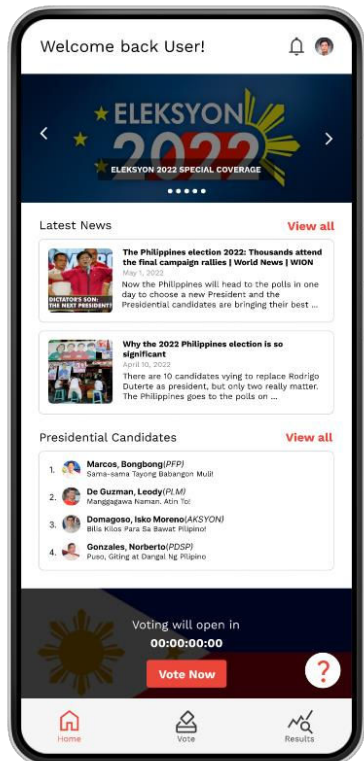 Welcome back User!
ELEKSYON
2022
ELEKSYON 2022 SPECIAL COVERAGE
Latest News
View all
The Philippines election 2022: Thousands attend
the final campaign rallies | World News | WION
May 1, 2022
Now the Philippines will head to the polls in one
day to choose a new President and the
Presidential candidates are bringing their best ...
DICTATOR'S SON:
THE NEXT PRESIDENT?
Why the 2022 Philippines election is so
significant
April 10, 2022
There are 10 candidates vying to replace Rodrigo
Duterte as president, but only two really matter.
The Philippines goes to the polls on ...
Presidential Candidates
View all
1. Marcos, Bongbong(PFP)
Sama-sama Tayong Babangon Muli!
2. De Guzman, Leody(PLM)
Manggagawa Naman. Atin To!
3. Domagoso, Isko Moreno(AKSYON)
Bilis Kilos Para Sa Bawat Pilipino!
4. Gonzales, Norberto(PDSP)
Puso, Giting at Dangal Ng Pilipino
Voting will open in
00:00:00:00
Vote Now
?
Home
Vote
Results